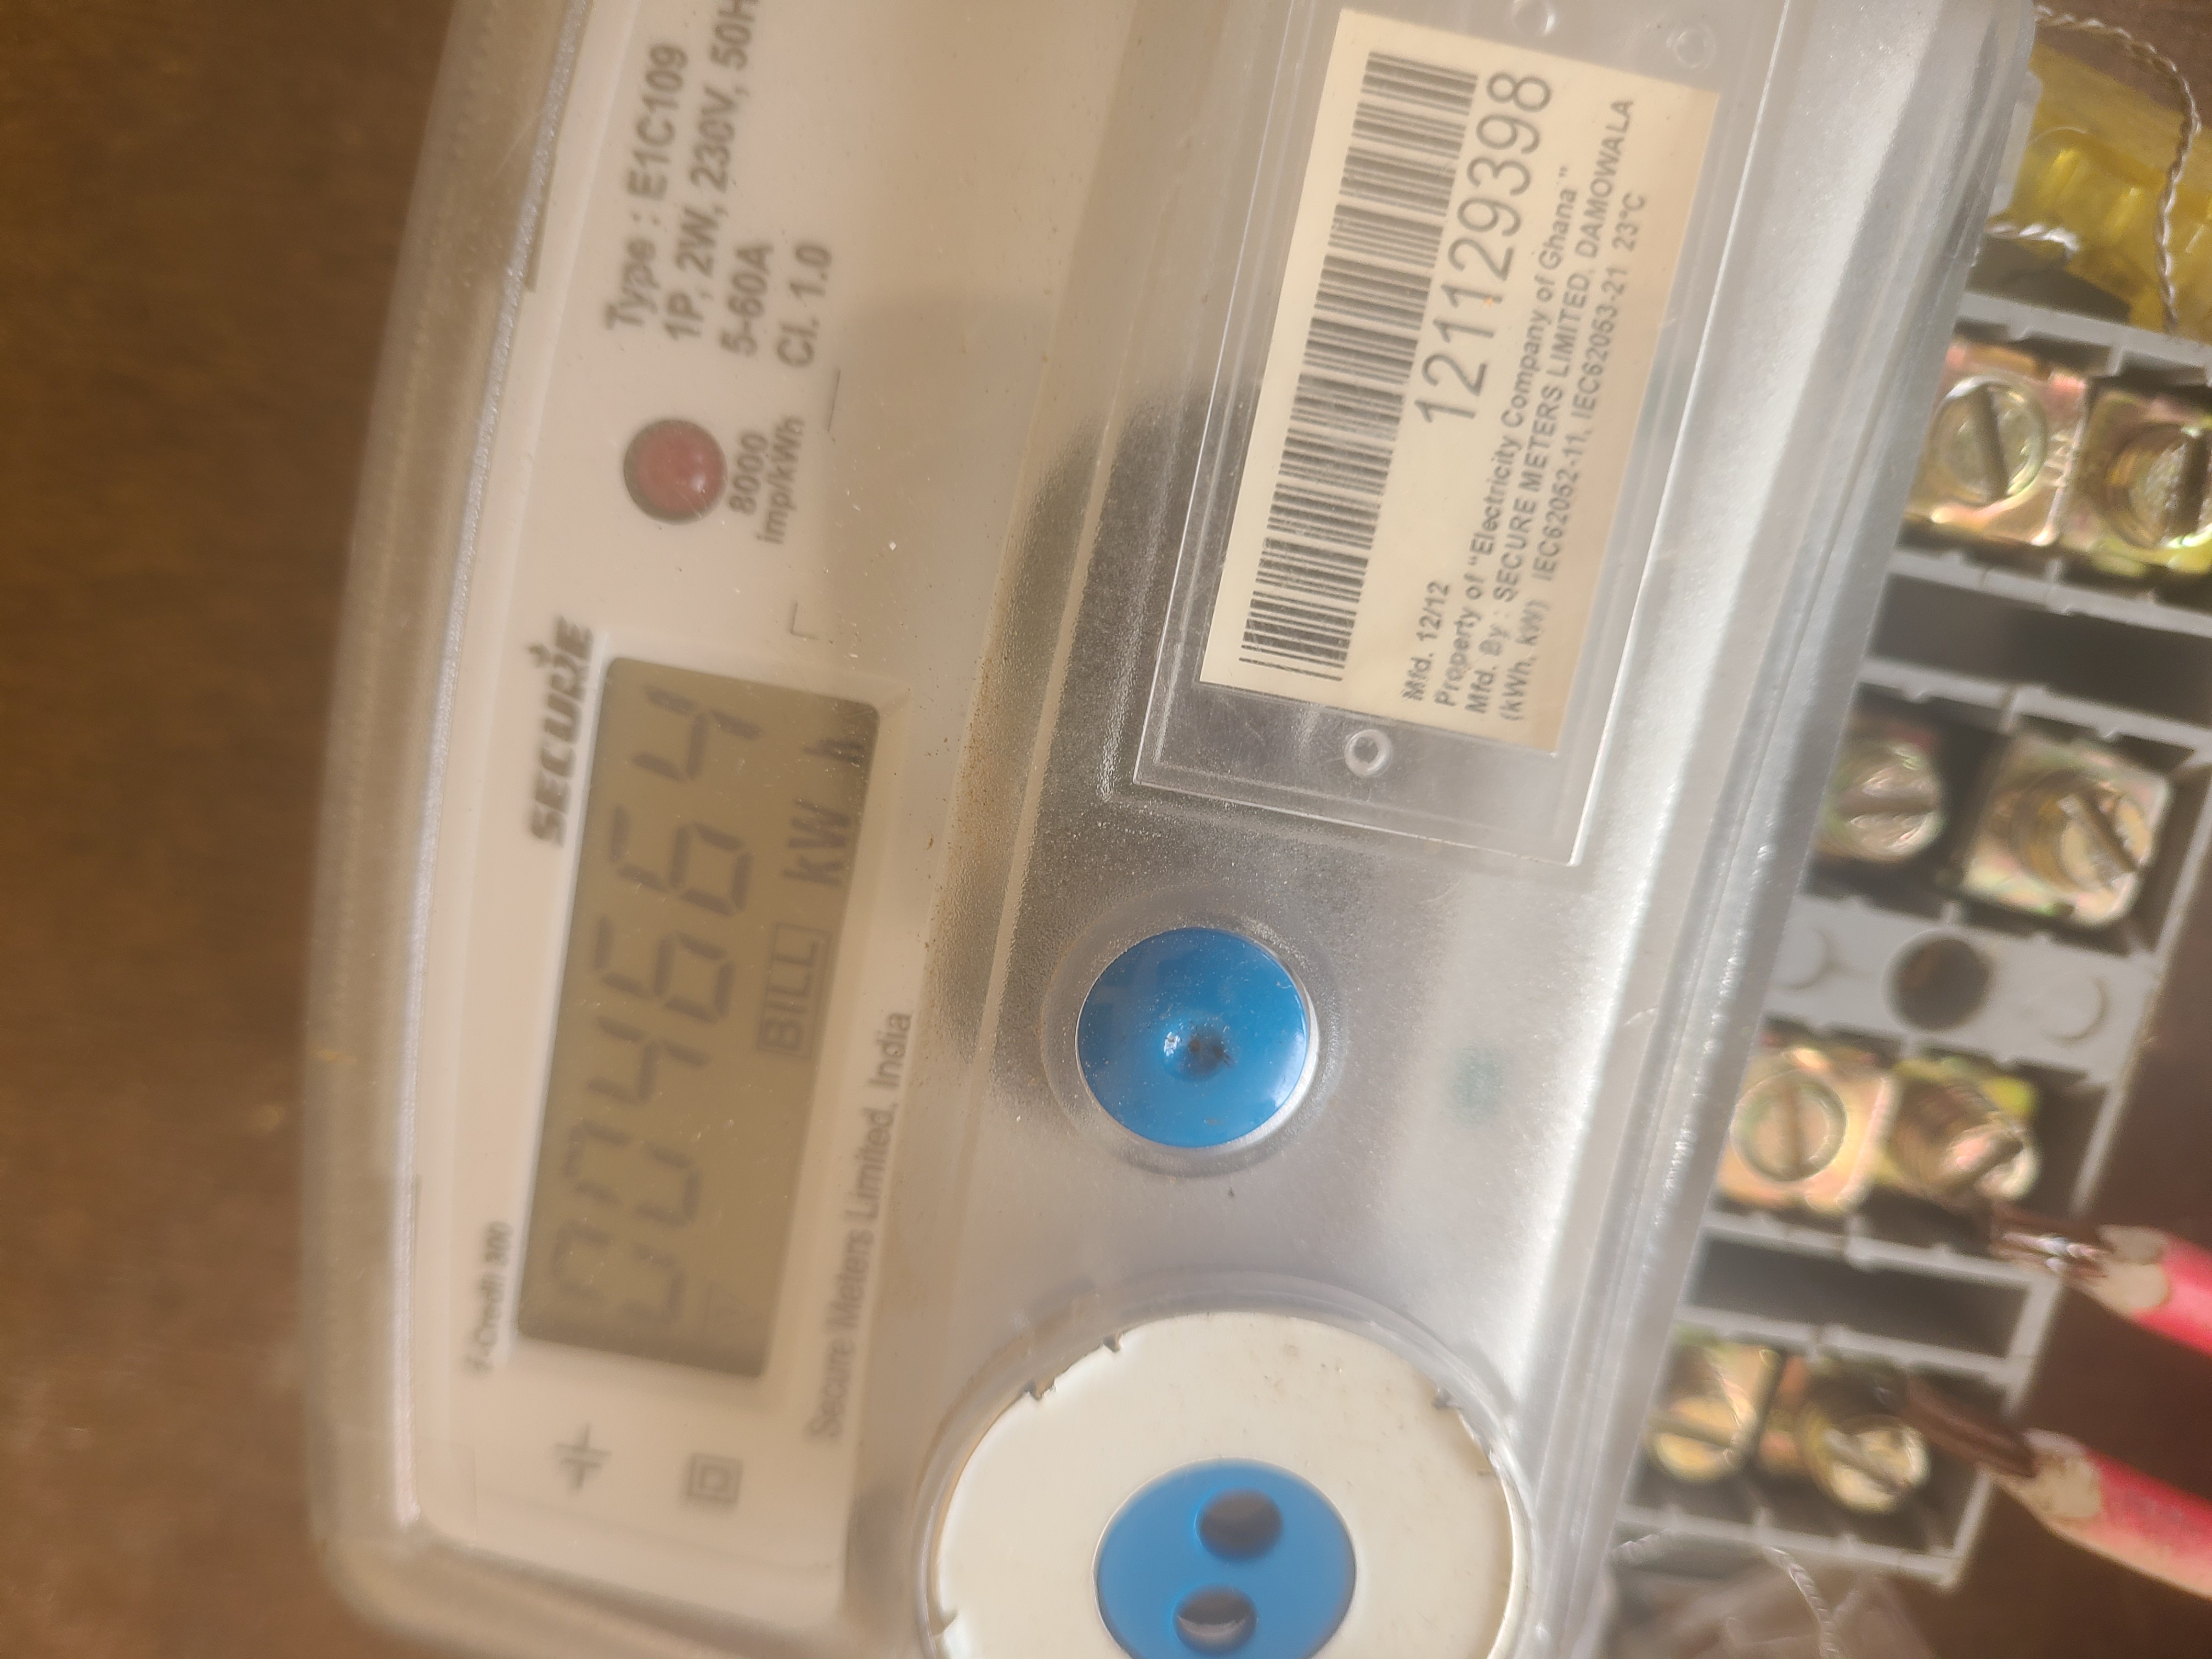 E-Credit 300
SECURE
004664
BILL kW h
Secure Meters Limited, India
8000
imp/kWh
Type : E1C109
1P, 2W, 230V, 50H
5-60A
Cl. 1.0
121129398
Mfd. 12/12
Property of "Electricity Company of Ghana "
Mfd. By : SECURE METERS LIMITED, DAMOWALA
(kWh, kW) IEC62052-11, IEC62053-21 23°C